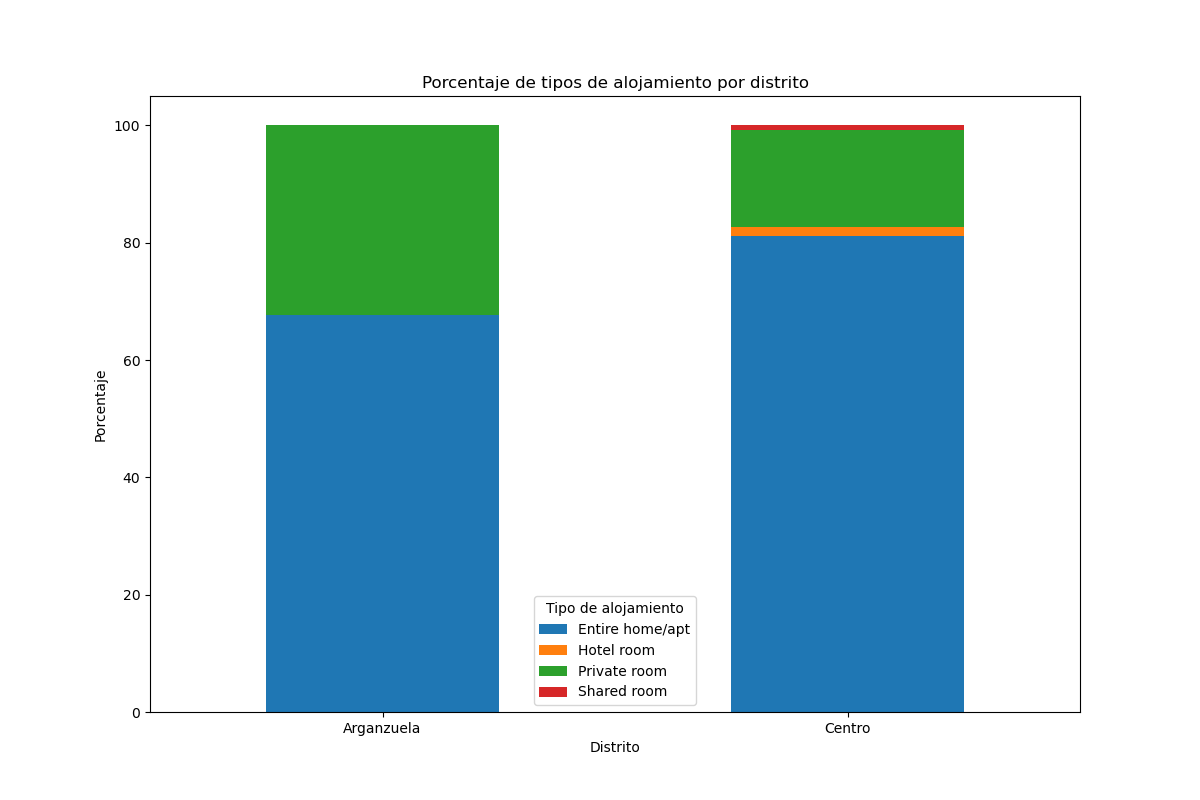 Porcentaje de tipos de alojamiento por distrito
100
80
60
40
20
0
Porcentaje
Tipo de alojamiento
Entire home/apt
Hotel room
Private room
Shared room
Arganzuela
Centro
Distrito